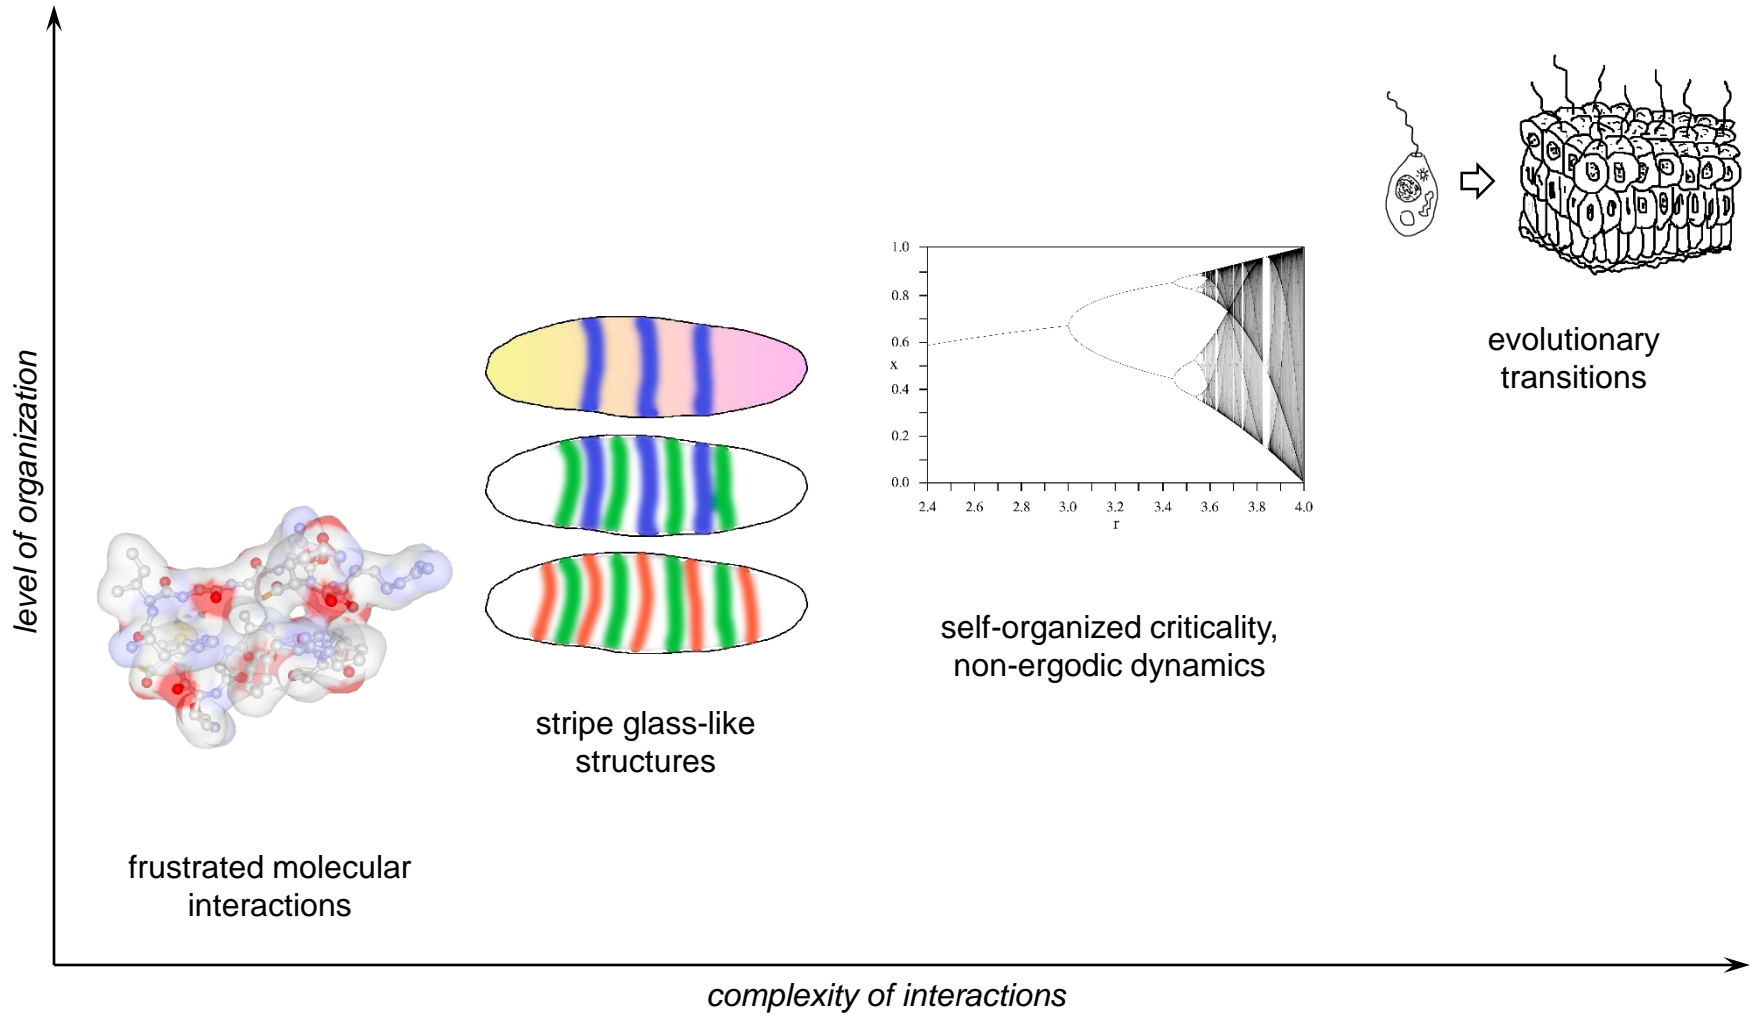 level of organization
evolutionary
transitions
1.0
0.8
0.6
x
0.4
0.2
0.0
2.4 2.6 2.8 3.0 3.2 3.4 3.6 3.8 4.0
r
self-organized criticality,
non-ergodic dynamics
stripe glass-like
structures
frustrated molecular
interactions
complexity of interactions